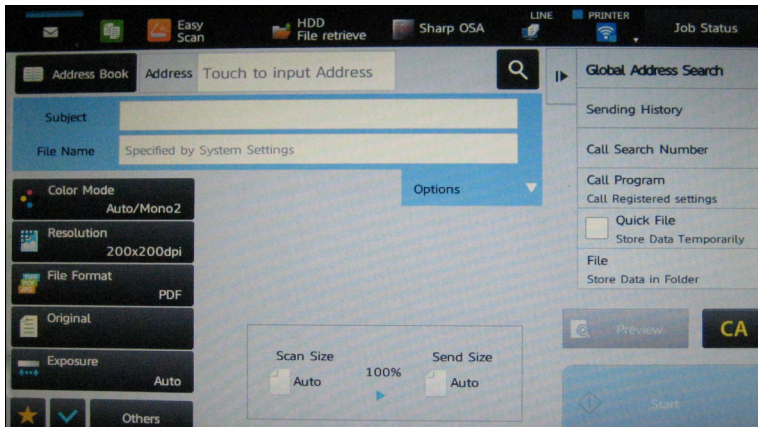 Easy
Scan
HDD
File retrieve
Sharp OSA
LINE
PRINTER
Job Status
Address Book
Address
Touch to input Address
Global Address Search
Subject
Sending History
File Name
Specified by System Settings
Call Search Number
Color Mode
Auto/Mono2
Options
Call Program
Call Registered settings
Resolution
200x200dpi
Quick File
Store Data Temporarily
File Format
PDF
File
Store Data in Folder
Original
Preview
CA
Exposure
Auto
Scan Size
Auto
100%
Send Size
Auto
Others
Start